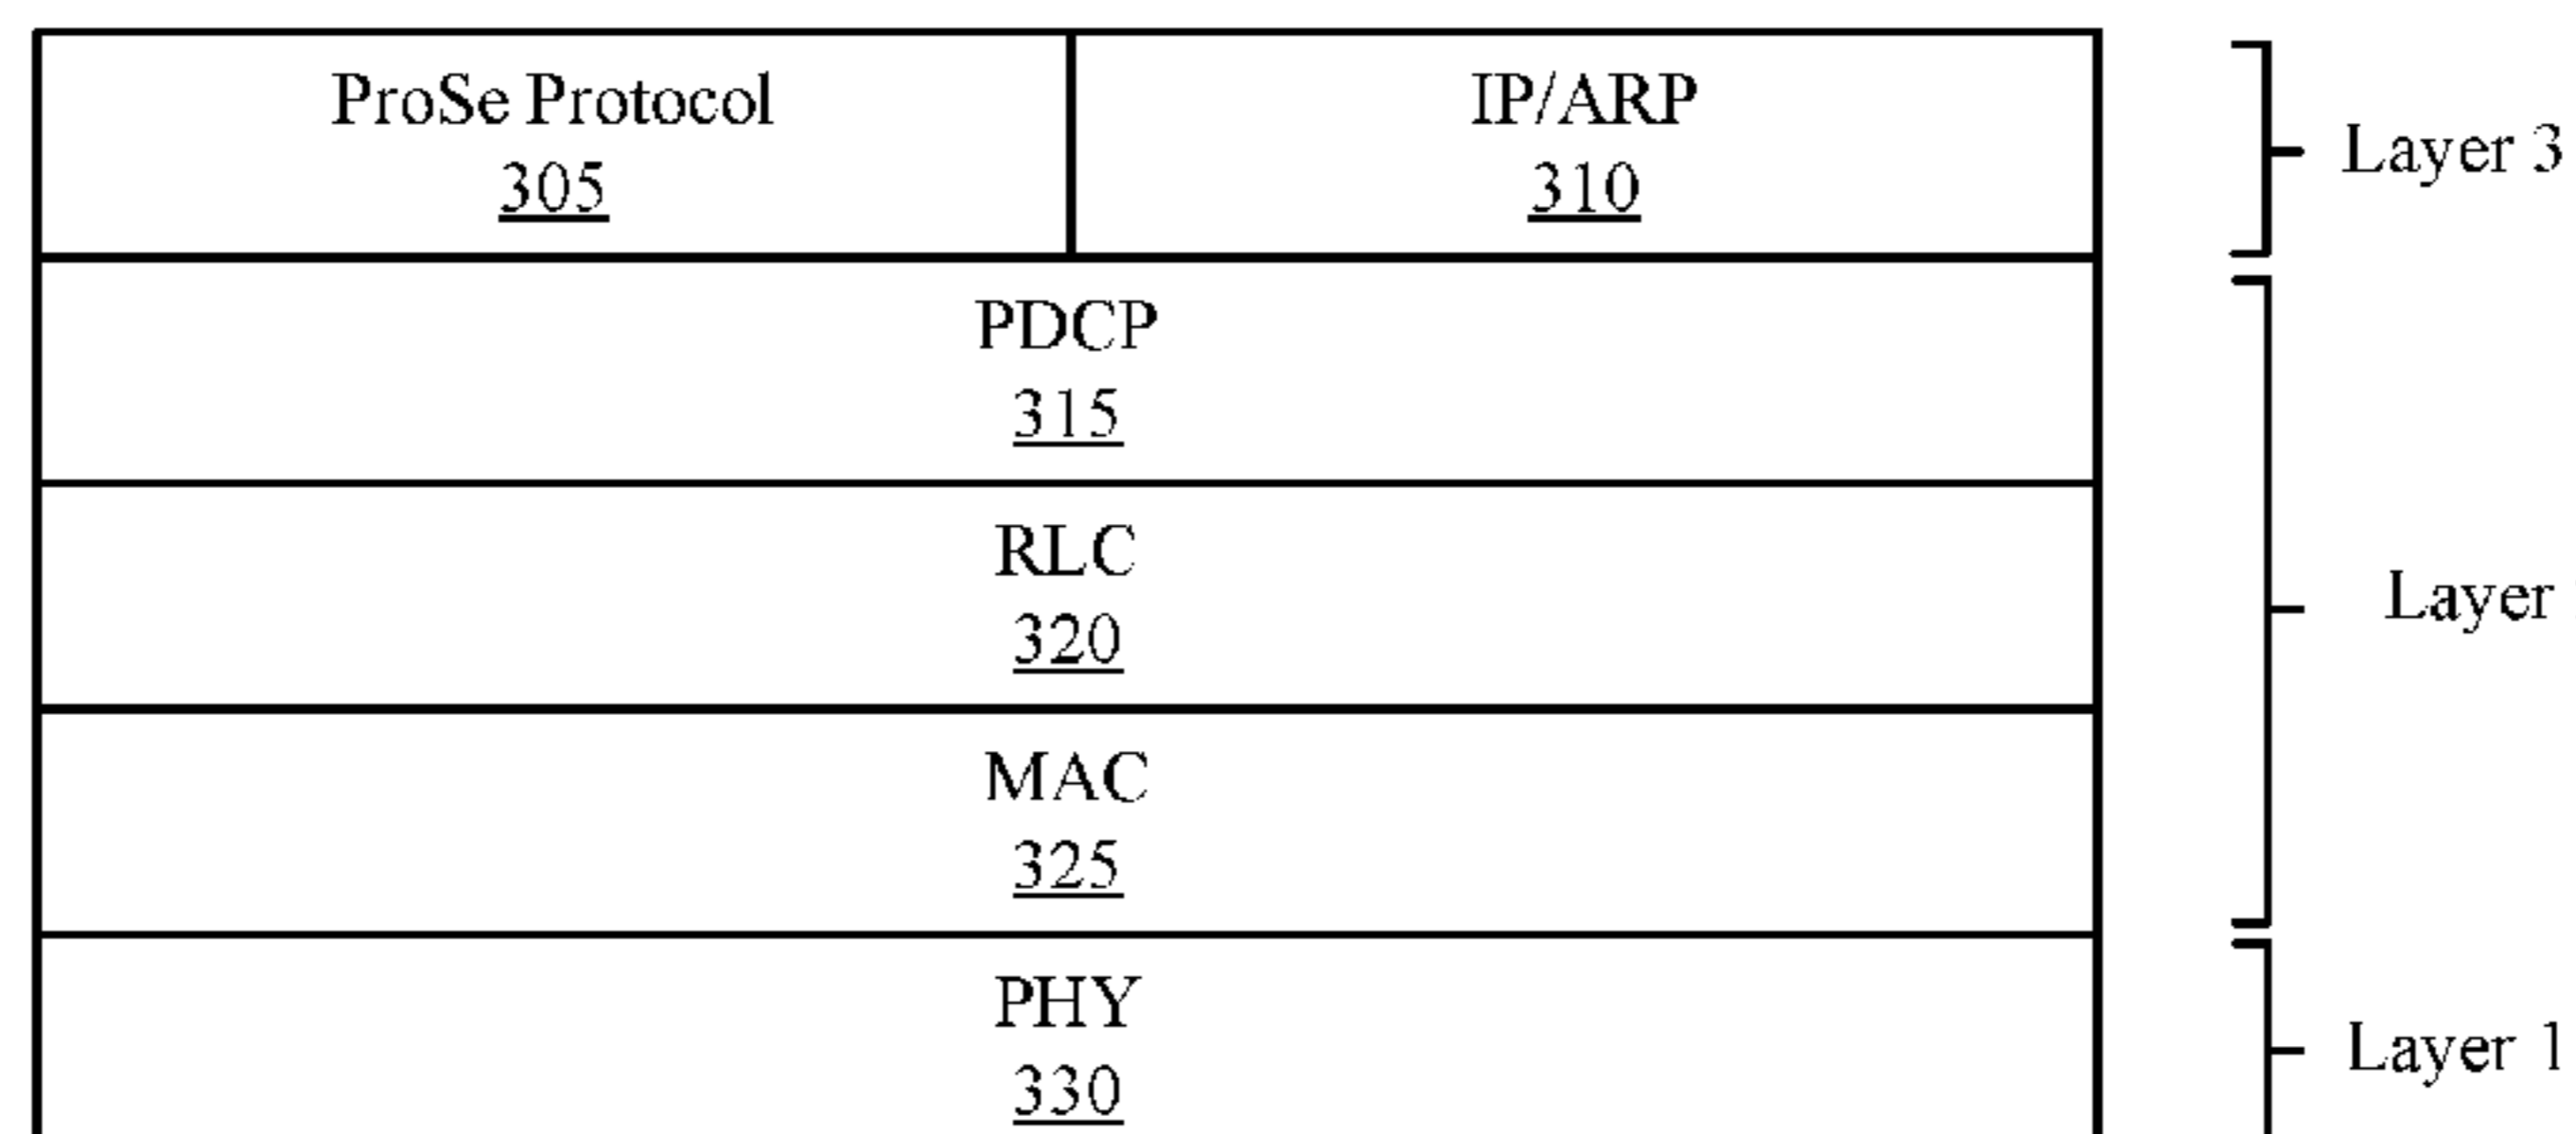 ProSe Protocol
305
IP/ARP
310
Layer 3
PDCP
315
RLC
320
Layer
MAC
325
PHY
330
Layer 1